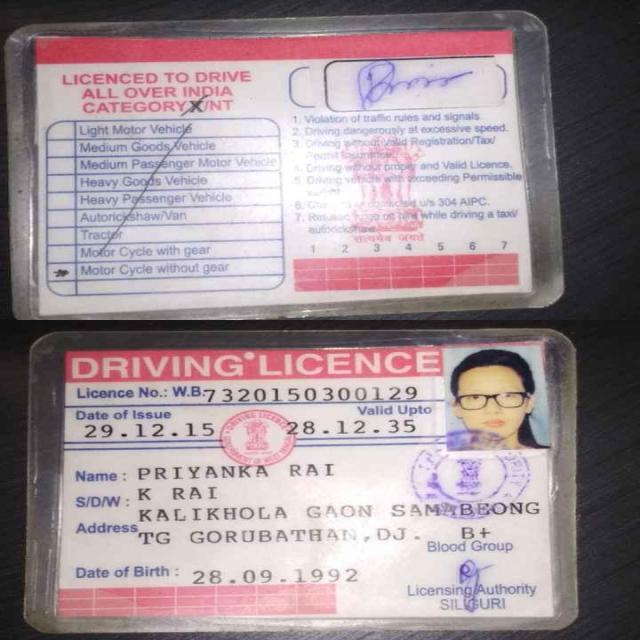 LICENCED TO DRIVE
ALL OVER INDIA
CATEGORY X/NT
Light Motor Vehicle
Medium Goods Vehicle
Medium Passenger Motor Vehicle
Heavy Goods Vehicle
Heavy Passenger Vehicle
Autorickshaw/Van
Tractor
Motor Cycle with gear
Motor Cycle without gear
1. Violation of traffic rules and signals
2. Driving dangerously at excessive speed.
3. Driving without Valid Registration/Tax/
Permit Insurance.
4. Driving without proper and Valid Licence.
5. Driving vehicle with exceeding Permissible
6. u/s 304 AIPC.
7. while driving a taxi/
autorickshaw.
सत्यमेव जयते
1 2 3 4 5 6 7
DRIVING LICENCE
Licence No.: W.B. 7320150300129
Date of Issue Valid Upto
29.12.15 28.12.35
Name : PRIYANKA RAI
S/D/W : K RAI
Address KALIKHOLA GAON SAMABEONG
TG GORUBATHAN,DJ. B+
Blood Group
Date of Birth : 28.09.1992
Licensing Authority
SILIGURI